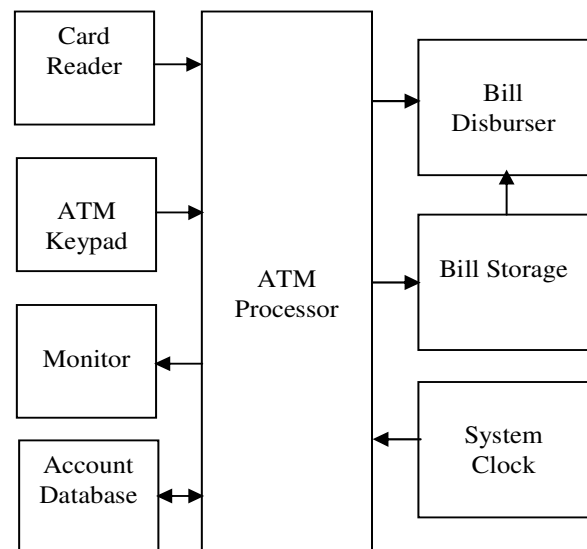 Card
Reader
ATM
Keypad
Monitor
Account
Database
ATM
Processor
Bill
Disburser
Bill Storage
System
Clock